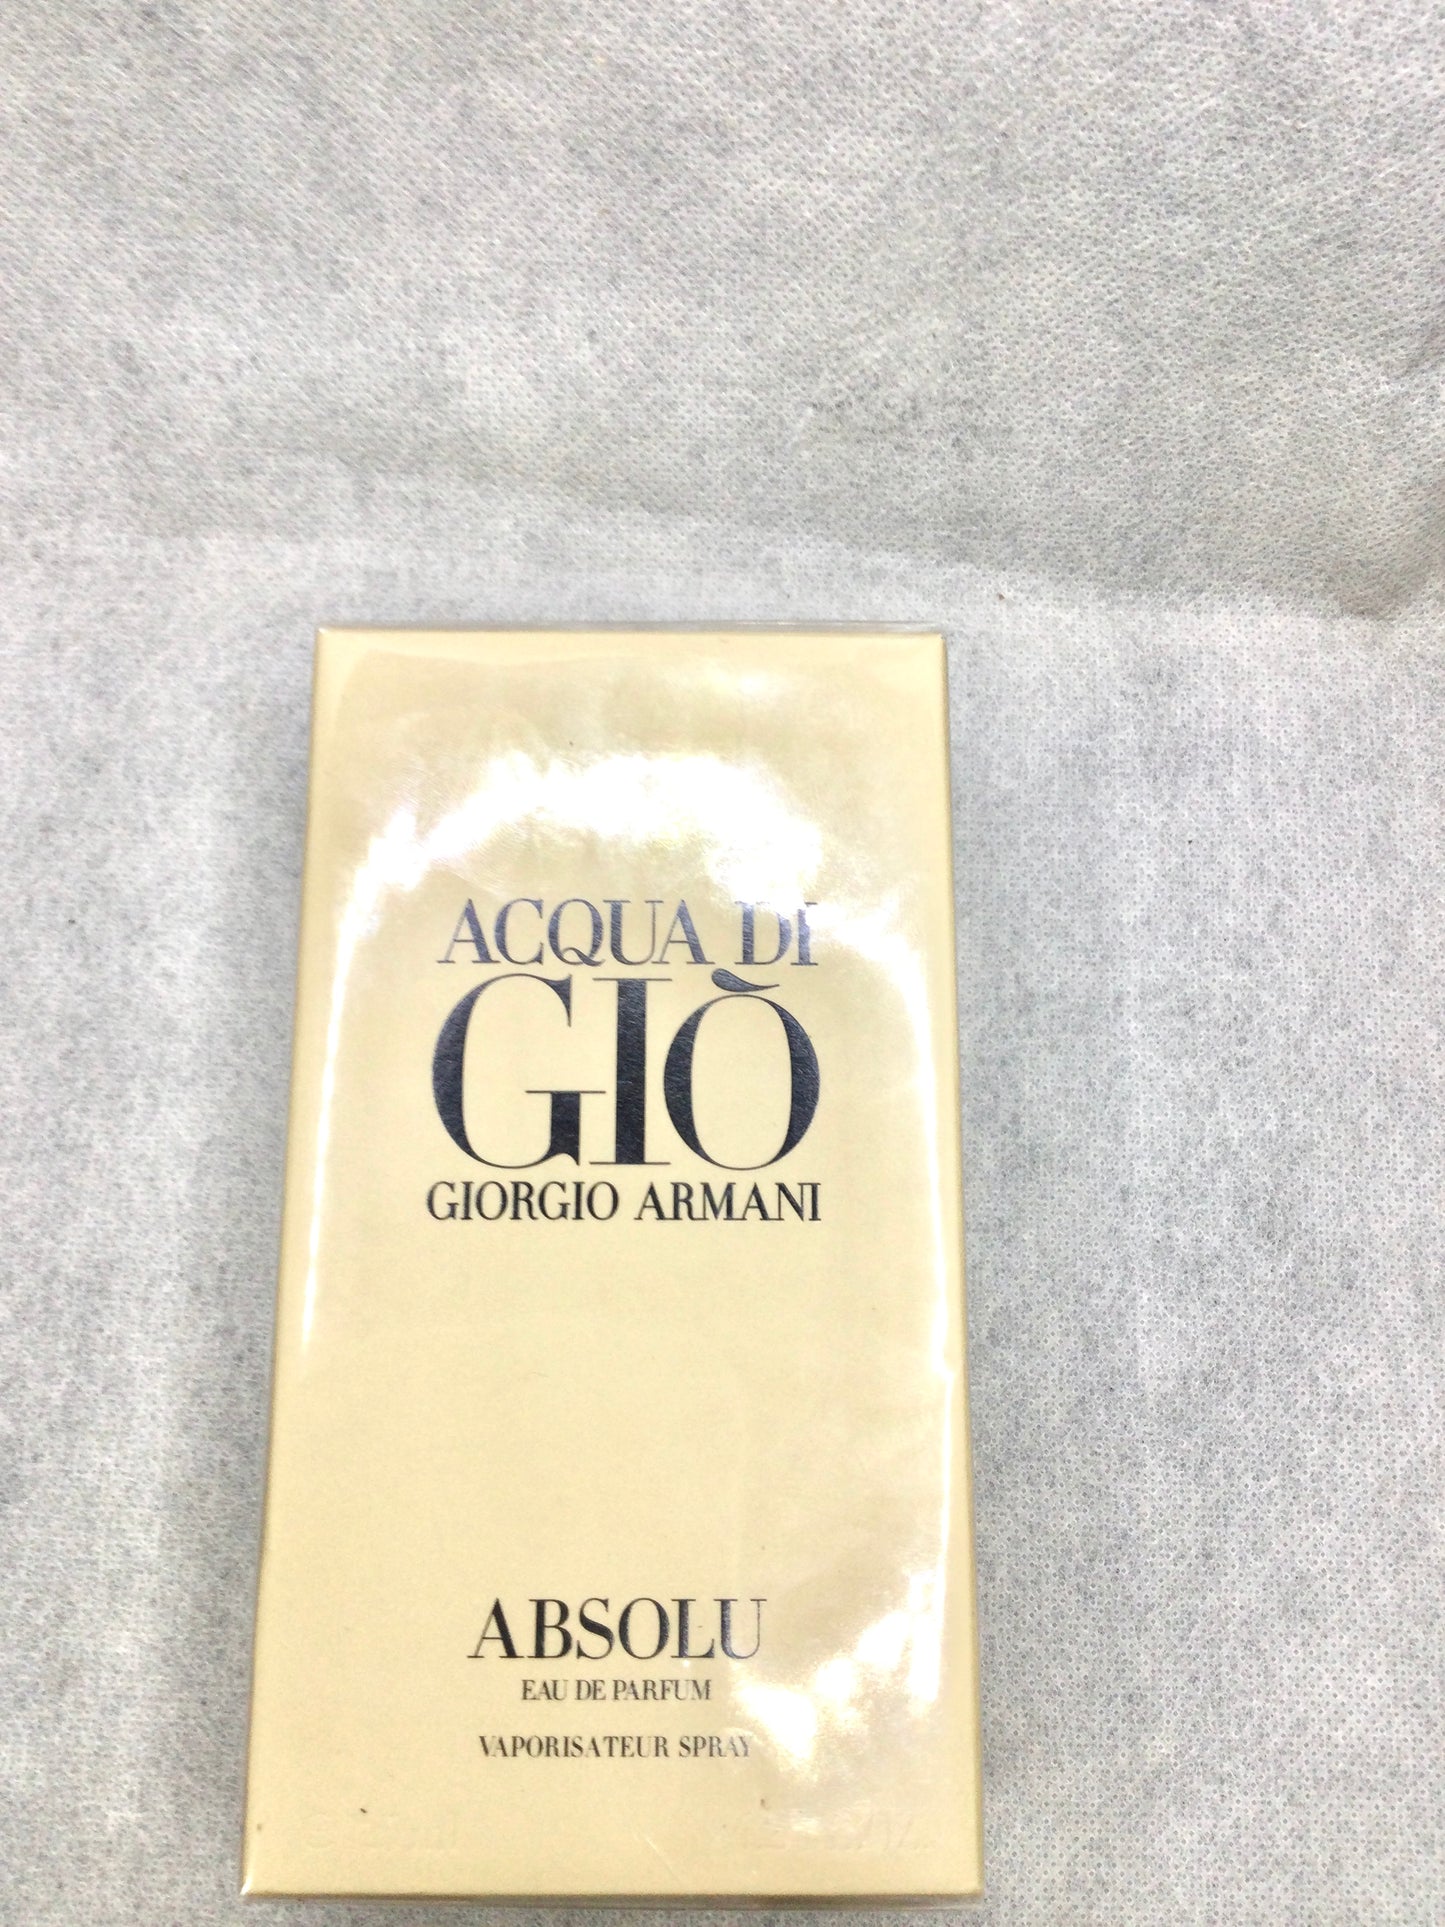 ACQUA DI
GIÒ
GIORGIO ARMANI
ABSOLU
EAU DE PARFUM
VAPORISATEUR SPRAY